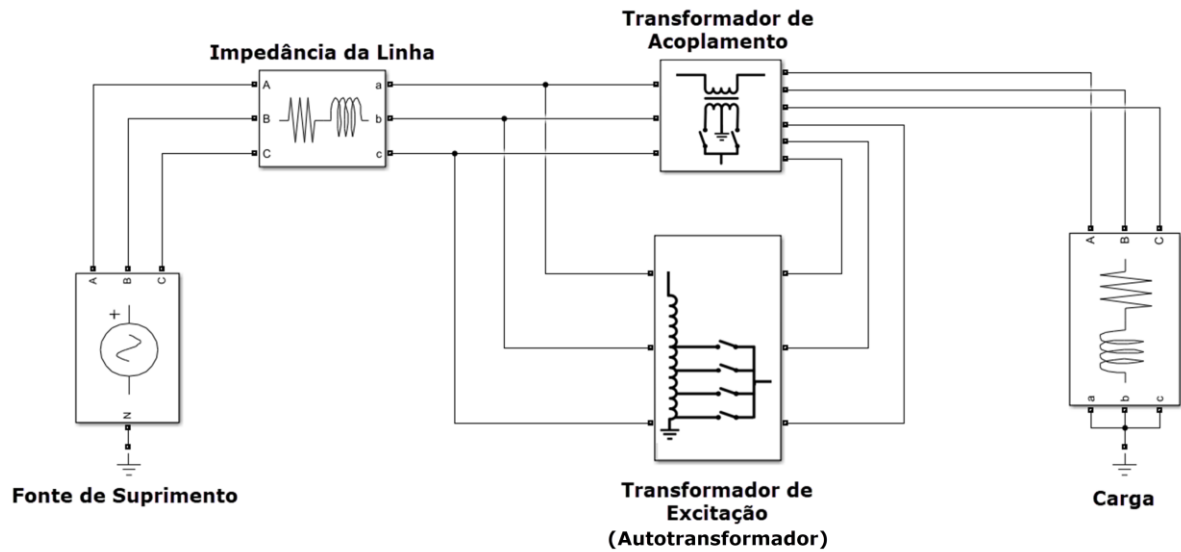 Transformador de
Acoplamento
Impedância da Linha
A
B
C
a
b
c
A
B
C
+
N
Fonte de Suprimento
Transformador de
Excitação
(Autotransformador)
A
B
C
a
b
c
Carga